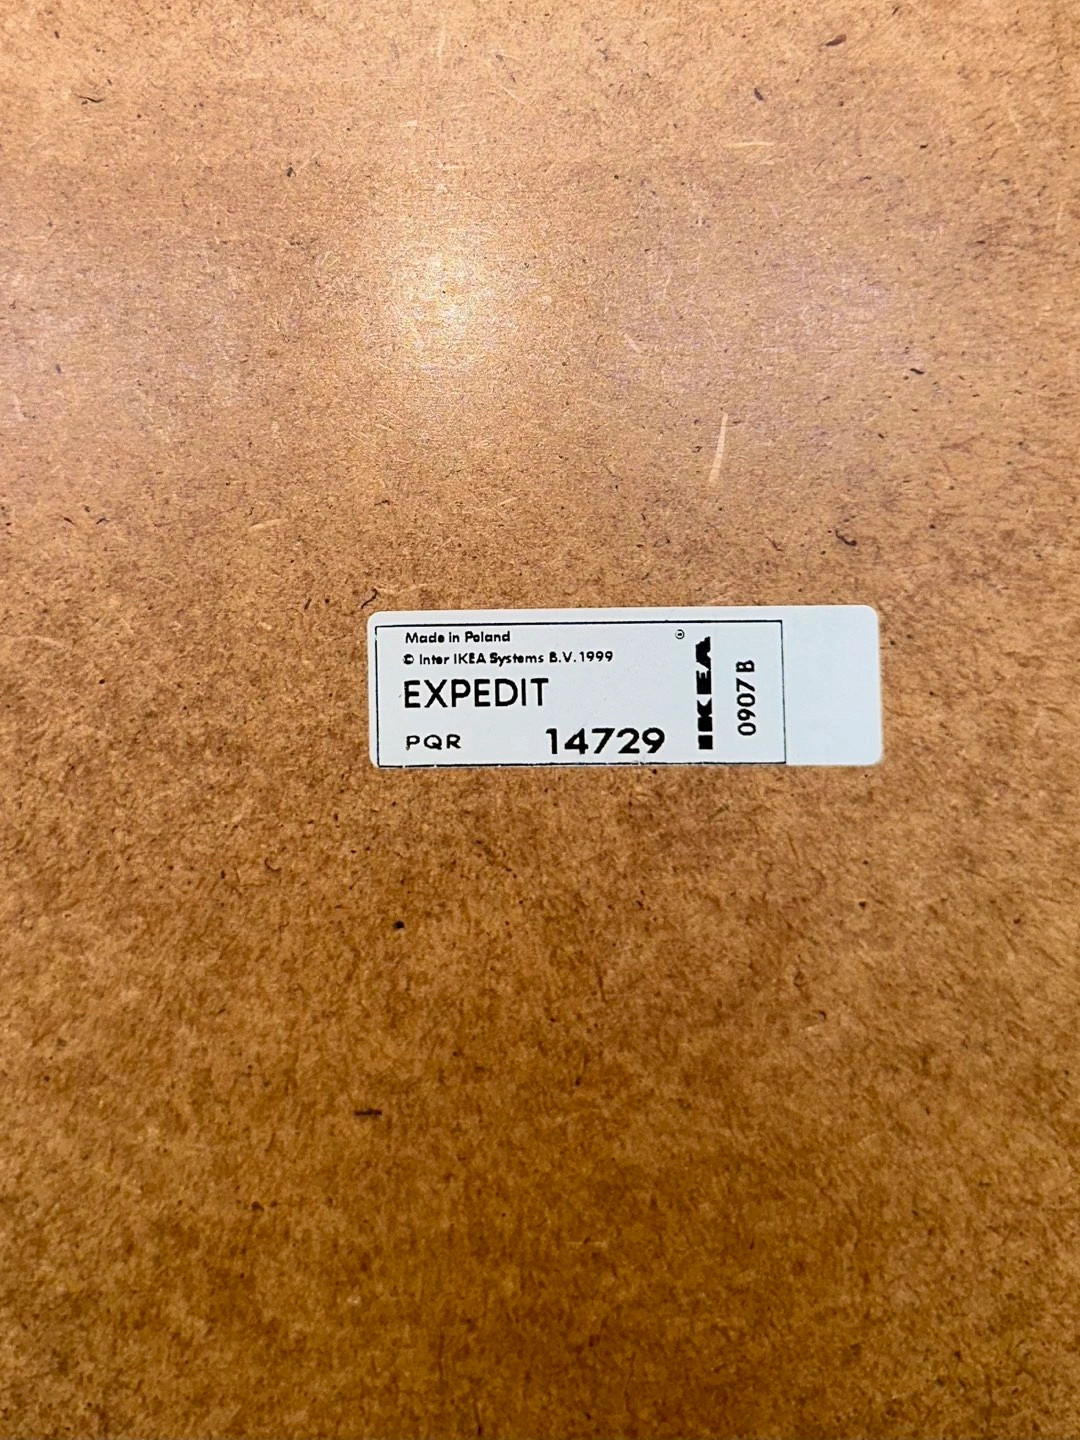 Made in Poland
© Inter IKEA Systems B.V. 1999
EXPEDIT
PQR 14729
®
IKEA
0907 B